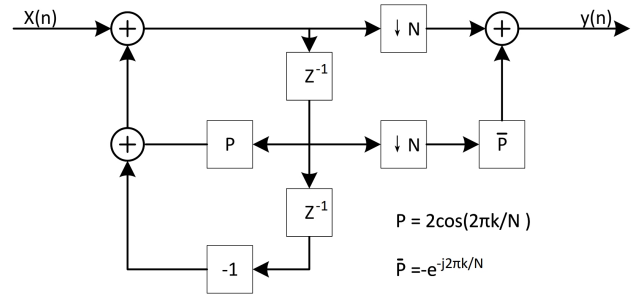 X(n) ↓ N y(n)
Z⁻¹
P ↓ N P̄
Z⁻¹
P = 2cos(2πk/N )
-1
P̄ =-e⁻ʲ²πᵏ/ᴺ